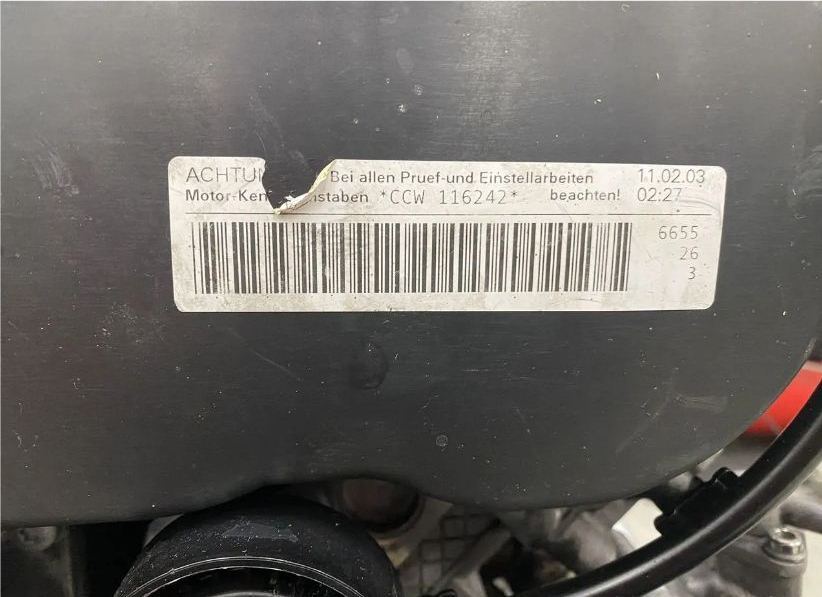 ACHTU Bei allen Pruef-und Einstellarbeiten 11.02.03
Motor-Ken nstaben *CCW 116242* beachten! 02:27
6655
26
3